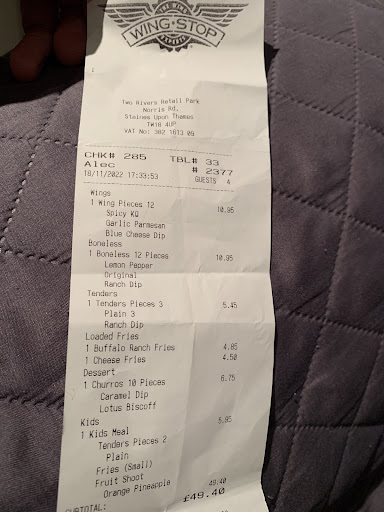 THE WING
WING·STOP
EXPERTS
Two Rivers Retail Park
Norris Rd,
Staines Upon Thames
TW18 4UP
VAT No: 382 1613 09
CHK# 285 TBL# 33
Alec # 2377
18/11/2022 17:33:53 GUESTS 4
Wings
1 Wing Pieces 12 10.95
Spicy KQ
Garlic Parmesan
Blue Cheese Dip
Boneless
1 Boneless 12 Pieces 10.95
Lemon Pepper
Original
Ranch Dip
Tenders
1 Tenders Pieces 3 5.45
Plain 3
Ranch Dip
Loaded Fries
1 Buffalo Ranch Fries 4.85
1 Cheese Fries 4.50
Dessert
1 Churros 10 Pieces 6.75
Caramel Dip
Lotus Biscoff
Kids
1 Kids Meal 5.95
Tenders Pieces 2
Plain
Fries (Small)
Fruit Shoot
Orange Pineapple 49.40
SUBTOTAL: £49.40